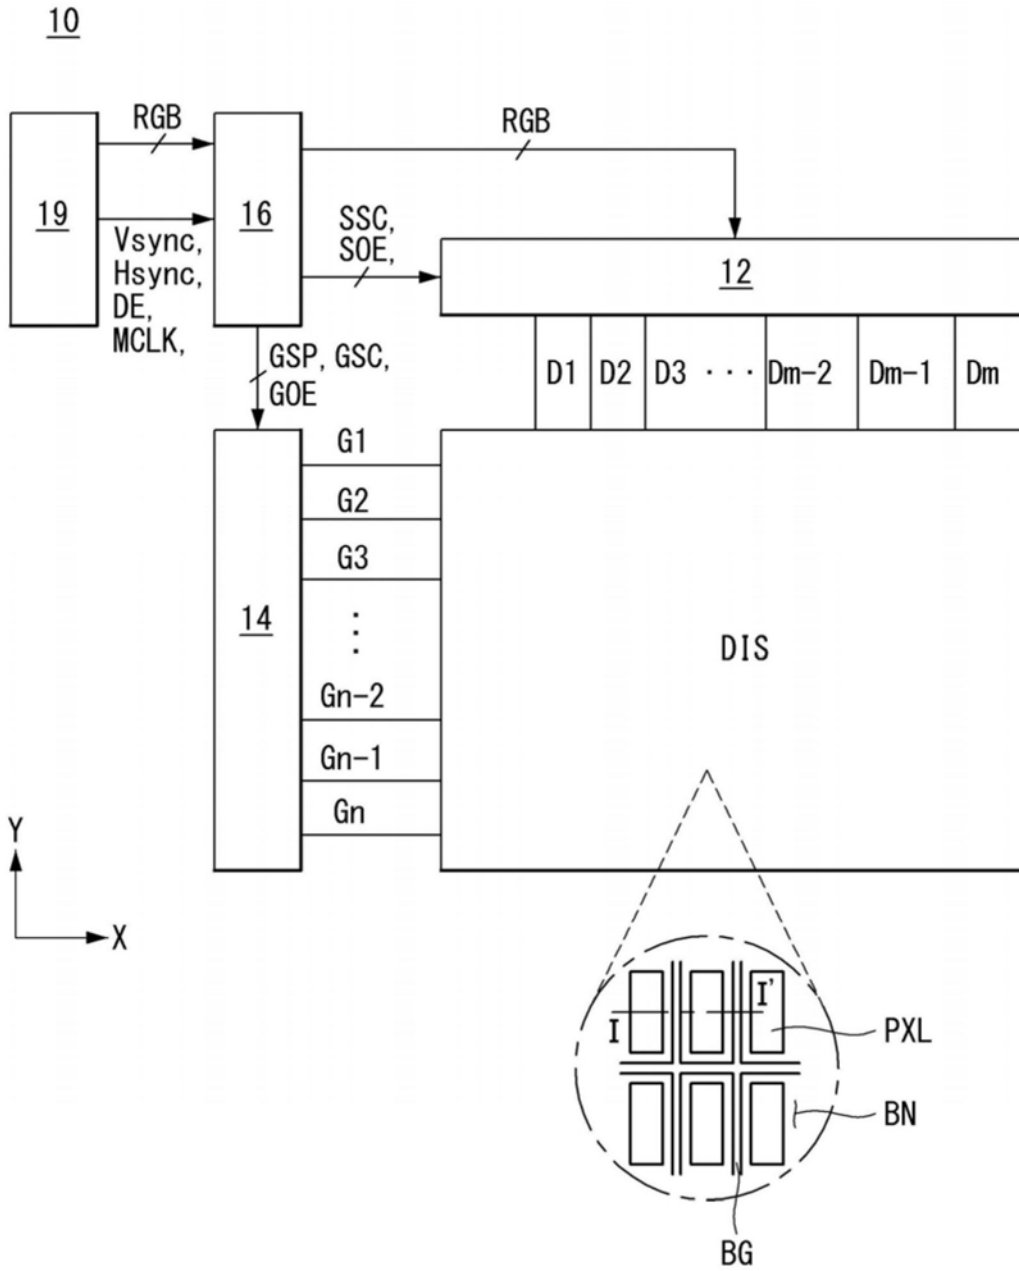 10
RGB
RGB
19
16
SSC,
SOE,
Vsync,
Hsync,
DE,
MCLK,
12
GSP, GSC,
GOE
D1 D2 D3 ··· Dm-2 Dm-1 Dm
G1
G2
G3
14
⋮
DIS
Gn-2
Gn-1
Gn
Y
X
I I'
PXL
BN
BG